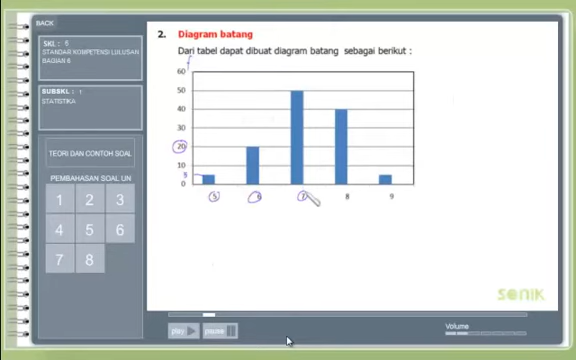 BACK
SKL : 6
STANDAR KOMPETENSI LULUSAN
BAGIAN 6
SUBSKL : 1
STATISTIKA
TEORI DAN CONTOH SOAL
PEMBAHASAN SOAL UN
1 2 3
4 5 6
7 8
2. Diagram batang
Dari tabel dapat dibuat diagram batang sebagai berikut :
f
60
50
40
30
20
10
5
0
5 6 7 8 9
sonik
play
pause
Volume